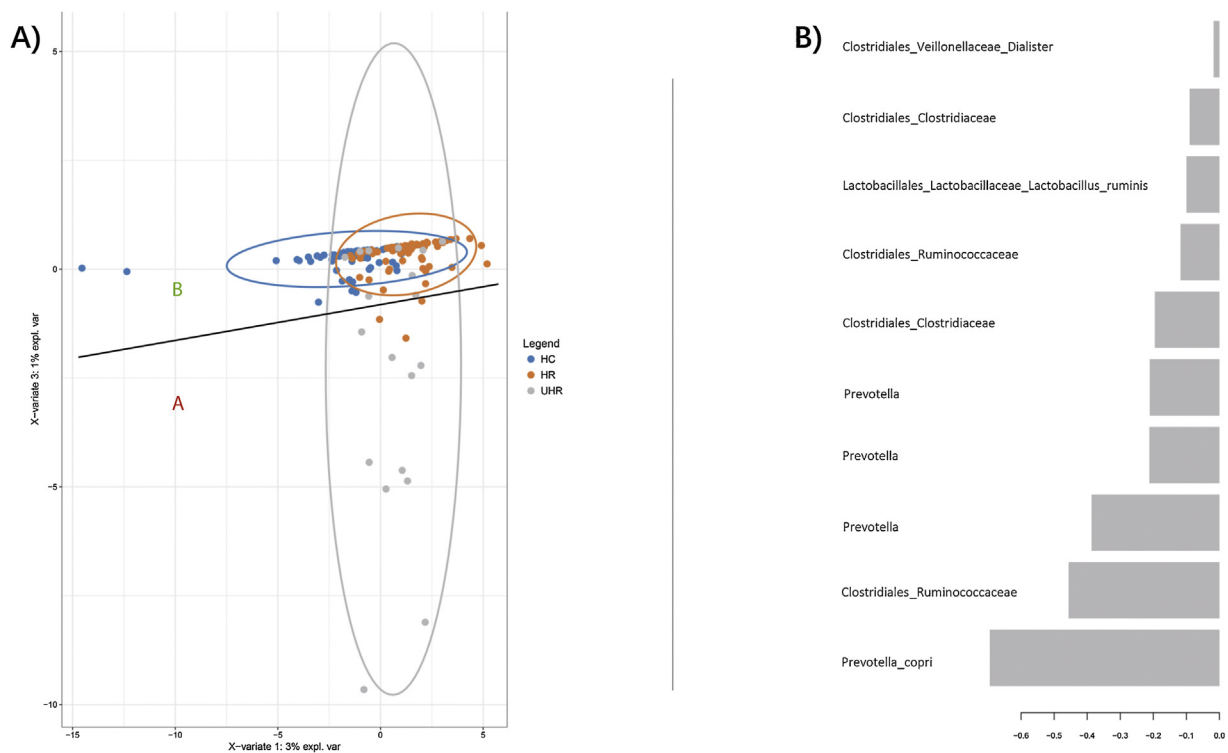 A)
5
0
−5
−10
X−variate 3: 1% expl. var
B
A
−15
−10
−5
0
5
X−variate 1: 3% expl. var
Legend
HC
HR
UHR
B)
Clostridiales_Veillonellaceae_Dialister
Clostridiales_Clostridiaceae
Lactobacillales_Lactobacillaceae_Lactobacillus_ruminis
Clostridiales_Ruminococcaceae
Clostridiales_Clostridiaceae
Prevotella
Prevotella
Prevotella
Clostridiales_Ruminococcaceae
Prevotella_copri
−0.6 −0.5 −0.4 −0.3 −0.2 −0.1 0.0